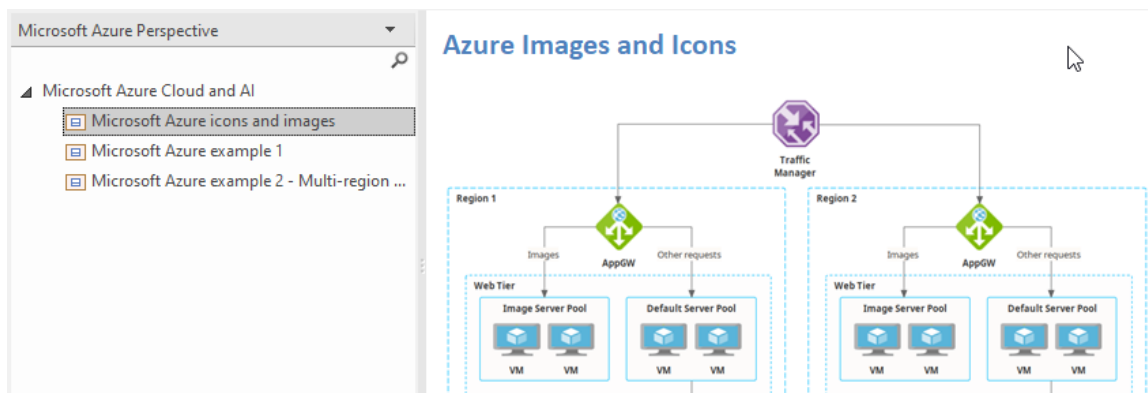 Microsoft Azure Perspective
Microsoft Azure Cloud and AI
Microsoft Azure icons and images
Microsoft Azure example 1
Microsoft Azure example 2 - Multi-region ...
Azure Images and Icons
Traffic
Manager
Region 1
Images
AppGW
Other requests
Web Tier
Image Server Pool
Default Server Pool
VM VM VM VM
Region 2
Images
AppGW
Other requests
Web Tier
Image Server Pool
Default Server Pool
VM VM VM VM